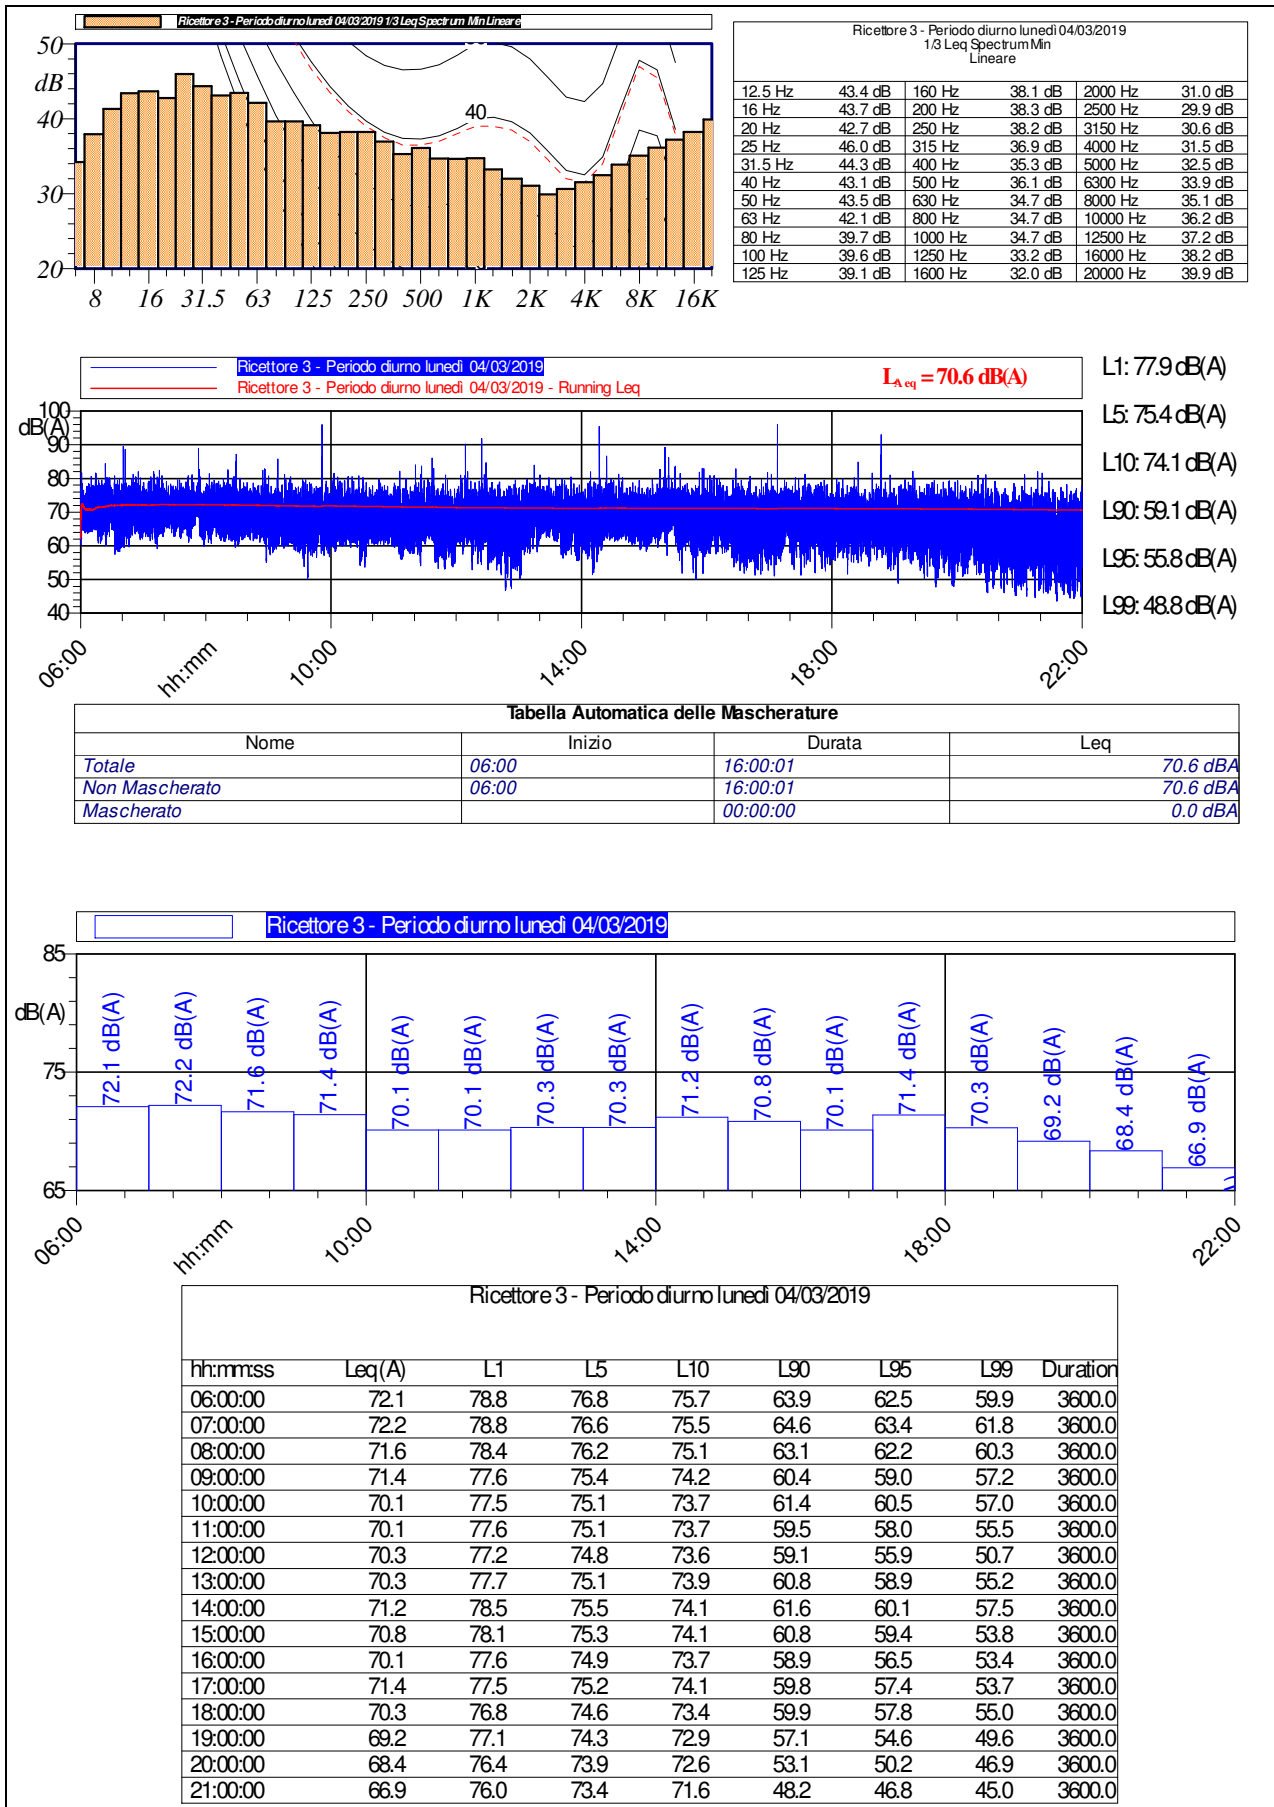 Ricettore 3 - Periodo diurno lunedì 04/03/2019 1/3 Leq Spectrum Min Lineare
50
dB
40
30
20
40
8 16 31.5 63 125 250 500 1K 2K 4K 8K 16K
Ricettore 3 - Periodo diurno lunedì 04/03/2019
1/3 Leq Spectrum Min
Lineare
12.5 Hz 43.4 dB 160 Hz 38.1 dB 2000 Hz 31.0 dB
16 Hz 43.7 dB 200 Hz 38.3 dB 2500 Hz 29.9 dB
20 Hz 42.7 dB 250 Hz 38.2 dB 3150 Hz 30.6 dB
25 Hz 46.0 dB 315 Hz 36.9 dB 4000 Hz 31.5 dB
31.5 Hz 44.3 dB 400 Hz 35.3 dB 5000 Hz 32.5 dB
40 Hz 43.1 dB 500 Hz 36.1 dB 6300 Hz 33.9 dB
50 Hz 43.5 dB 630 Hz 34.7 dB 8000 Hz 35.1 dB
63 Hz 42.1 dB 800 Hz 34.7 dB 10000 Hz 36.2 dB
80 Hz 39.7 dB 1000 Hz 34.7 dB 12500 Hz 37.2 dB
100 Hz 39.6 dB 1250 Hz 33.2 dB 16000 Hz 38.2 dB
125 Hz 39.1 dB 1600 Hz 32.0 dB 20000 Hz 39.9 dB
Ricettore 3 - Periodo diurno lunedì 04/03/2019
Ricettore 3 - Periodo diurno lunedì 04/03/2019 - Running Leq
LA eq = 70.6 dB(A)
100
dB(A)
90
80
70
60
50
40
06:00 hh:mm 10:00 14:00 18:00 22:00
L1: 77.9 dB(A)
L5: 75.4 dB(A)
L10: 74.1 dB(A)
L90: 59.1 dB(A)
L95: 55.8 dB(A)
L99: 48.8 dB(A)
Tabella Automatica delle Mascherature
Nome Inizio Durata Leq
Totale 06:00 16:00:01 70.6 dBA
Non Mascherato 06:00 16:00:01 70.6 dBA
Mascherato 00:00:00 0.0 dBA
Ricettore 3 - Periodo diurno lunedì 04/03/2019
85
dB(A)
75
65
72.1 dB(A) 72.2 dB(A) 71.6 dB(A) 71.4 dB(A) 70.1 dB(A) 70.1 dB(A) 70.3 dB(A) 70.3 dB(A) 71.2 dB(A) 70.8 dB(A) 70.1 dB(A) 71.4 dB(A) 70.3 dB(A) 69.2 dB(A) 68.4 dB(A) 66.9 dB(A)
06:00 hh:mm 10:00 14:00 18:00 22:00
Ricettore 3 - Periodo diurno lunedì 04/03/2019
hh:mm:ss Leq(A) L1 L5 L10 L90 L95 L99 Duration
06:00:00 72.1 78.8 76.8 75.7 63.9 62.5 59.9 3600.0
07:00:00 72.2 78.8 76.6 75.5 64.6 63.4 61.8 3600.0
08:00:00 71.6 78.4 76.2 75.1 63.1 62.2 60.3 3600.0
09:00:00 71.4 77.6 75.4 74.2 60.4 59.0 57.2 3600.0
10:00:00 70.1 77.5 75.1 73.7 61.4 60.5 57.0 3600.0
11:00:00 70.1 77.6 75.1 73.7 59.5 58.0 55.5 3600.0
12:00:00 70.3 77.2 74.8 73.6 59.1 55.9 50.7 3600.0
13:00:00 70.3 77.7 75.1 73.9 60.8 58.9 55.2 3600.0
14:00:00 71.2 78.5 75.5 74.1 61.6 60.1 57.5 3600.0
15:00:00 70.8 78.1 75.3 74.1 60.8 59.4 53.8 3600.0
16:00:00 70.1 77.6 74.9 73.7 58.9 56.5 53.4 3600.0
17:00:00 71.4 77.5 75.2 74.1 59.8 57.4 53.7 3600.0
18:00:00 70.3 76.8 74.6 73.4 59.9 57.8 55.0 3600.0
19:00:00 69.2 77.1 74.3 72.9 57.1 54.6 49.6 3600.0
20:00:00 68.4 76.4 73.9 72.6 53.1 50.2 46.9 3600.0
21:00:00 66.9 76.0 73.4 71.6 48.2 46.8 45.0 3600.0